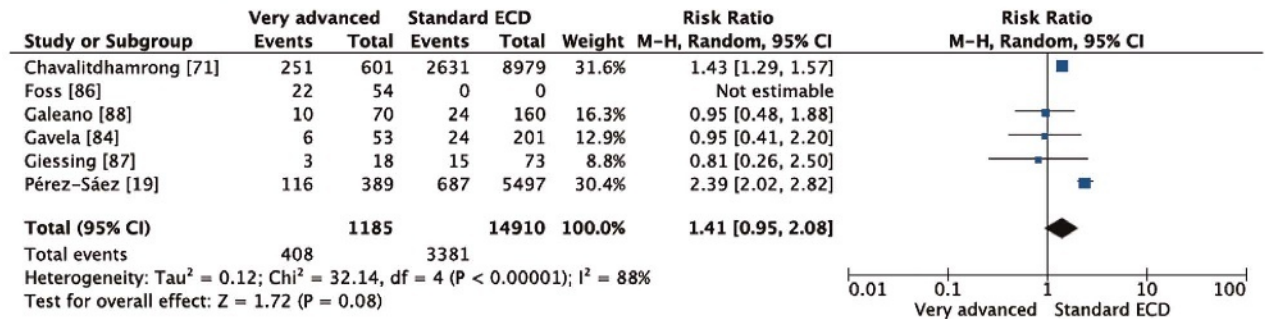 Very advanced Standard ECD Risk Ratio Risk Ratio
Study or Subgroup Events Total Events Total Weight M-H, Random, 95% CI M-H, Random, 95% CI
Chavalitdhamrong [71] 251 601 2631 8979 31.6% 1.43 [1.29, 1.57]
Foss [86] 22 54 0 0 Not estimable
Galeano [88] 10 70 24 160 16.3% 0.95 [0.48, 1.88]
Gavela [84] 6 53 24 201 12.9% 0.95 [0.41, 2.20]
Giessing [87] 3 18 15 73 8.8% 0.81 [0.26, 2.50]
Pérez-Sáez [19] 116 389 687 5497 30.4% 2.39 [2.02, 2.82]
Total (95% CI) 1185 14910 100.0% 1.41 [0.95, 2.08]
Total events 408 3381
Heterogeneity: Tau² = 0.12; Chi² = 32.14, df = 4 (P < 0.00001); I² = 88%
Test for overall effect: Z = 1.72 (P = 0.08)
0.01 0.1 1 10 100
Very advanced Standard ECD